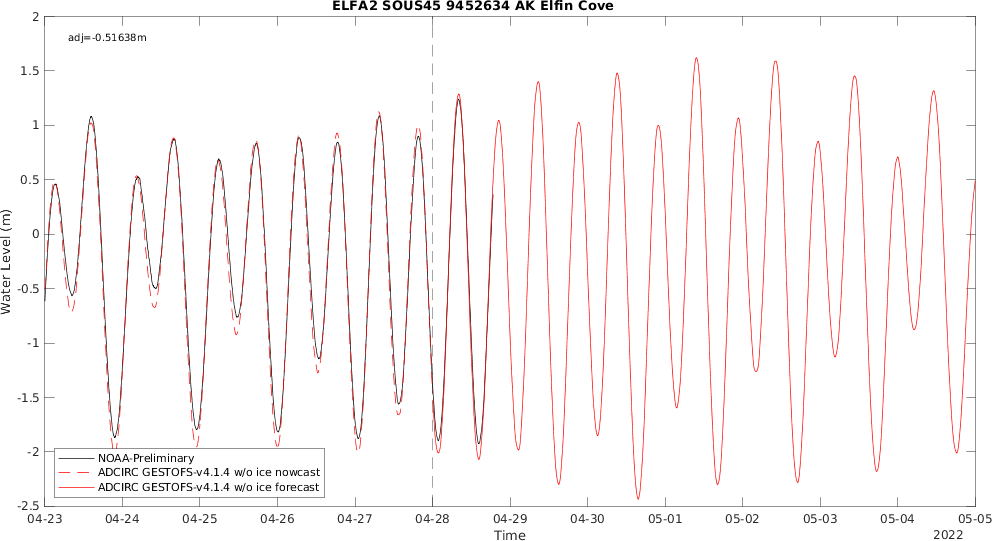 ELFA2 SOUS45 9452634 AK Elfin Cove
adj=-0.51638m
2
1.5
1
0.5
0
-0.5
-1
-1.5
-2
-2.5
Water Level (m)
NOAA-Preliminary
ADCIRC GESTOFS-v4.1.4 w/o ice nowcast
ADCIRC GESTOFS-v4.1.4 w/o ice forecast
04-23 04-24 04-25 04-26 04-27 04-28 04-29 04-30 05-01 05-02 05-03 05-04 05-05
Time
2022